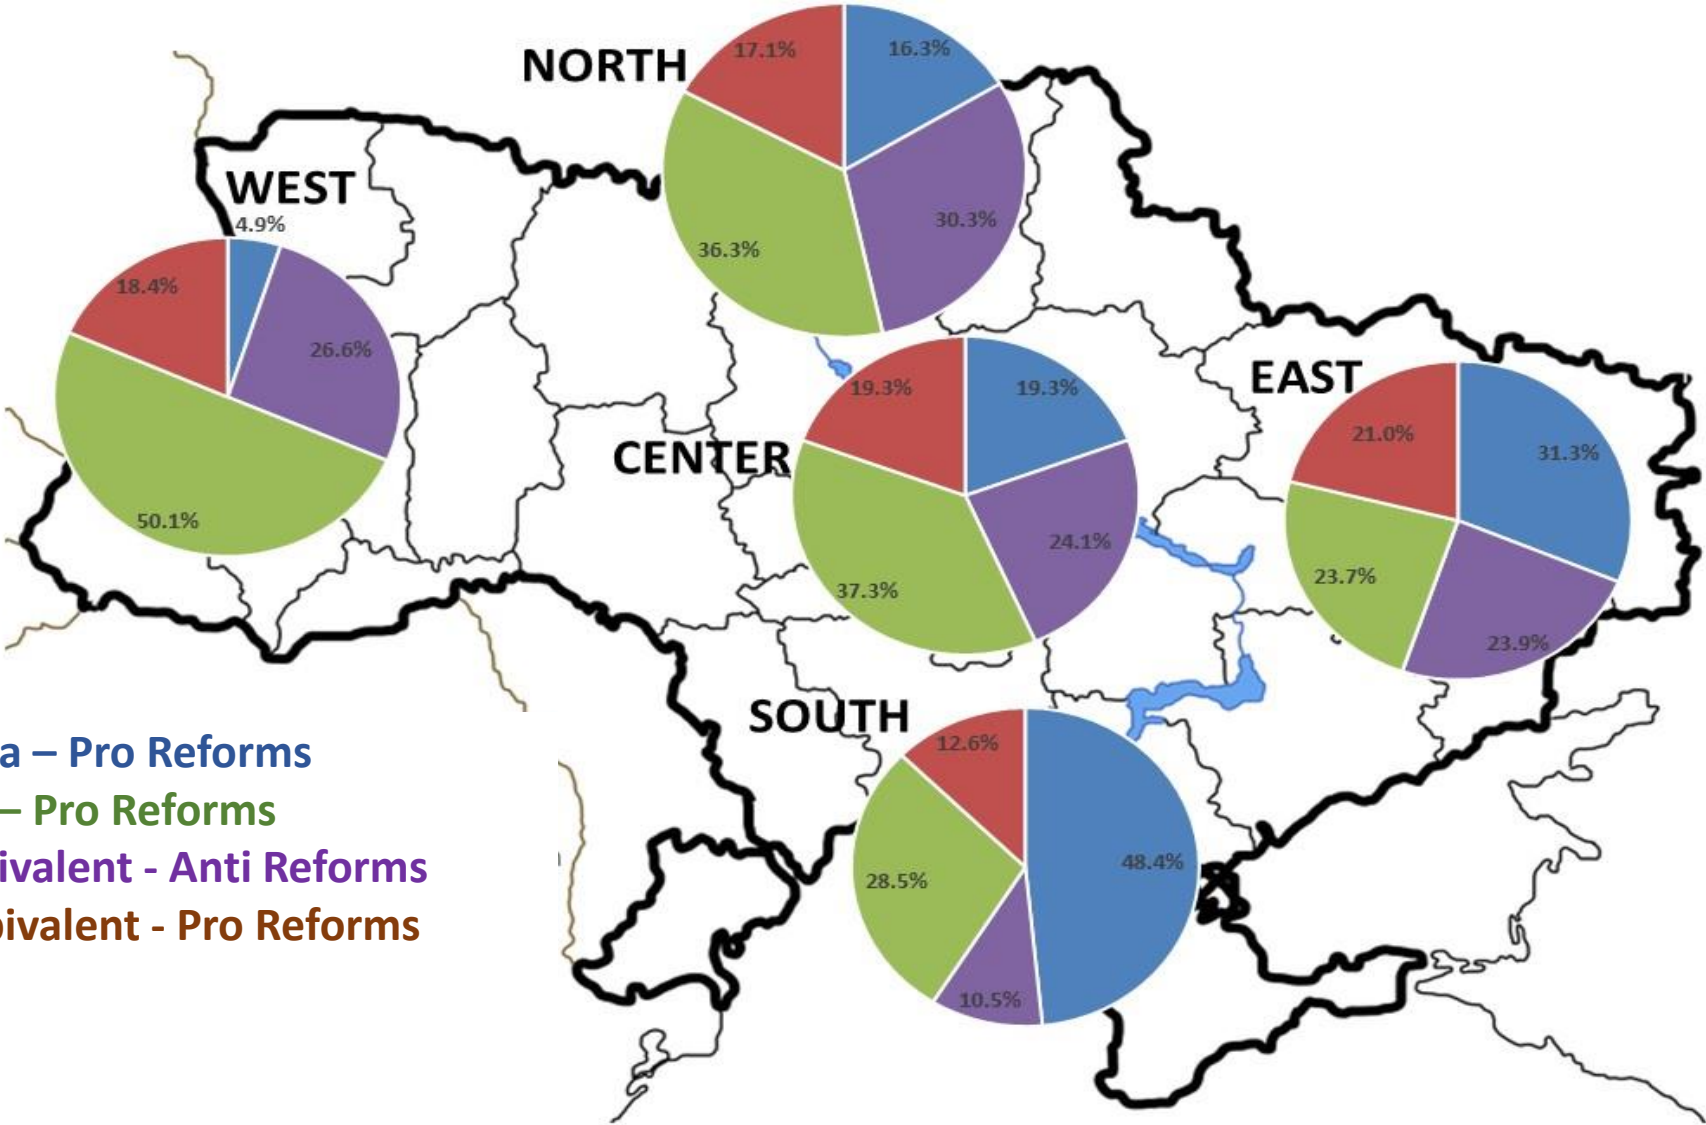 NORTH
17.1%
16.3%
30.3%
36.3%
WEST
4.9%
18.4%
26.6%
50.1%
CENTER
19.3%
19.3%
24.1%
37.3%
EAST
21.0%
31.3%
23.7%
23.9%
SOUTH
12.6%
48.4%
28.5%
10.5%
a – Pro Reforms
– Pro Reforms
ivalent - Anti Reforms
bivalent - Pro Reforms